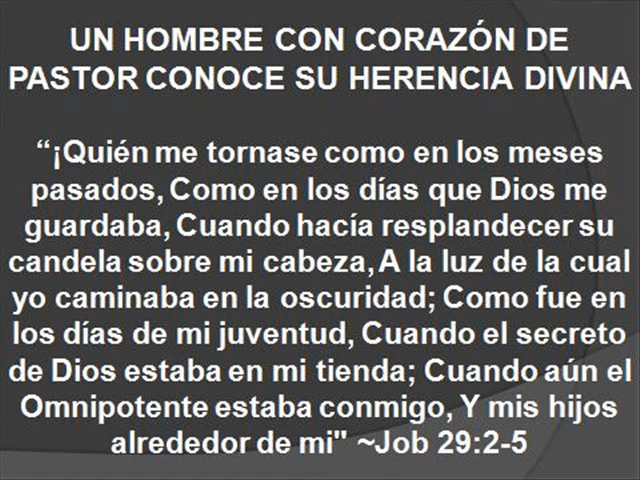 UN HOMBRE CON CORAZÓN DE
PASTOR CONOCE SU HERENCIA DIVINA
“¡Quién me tornase como en los meses
pasados, Como en los días que Dios me
guardaba, Cuando hacía resplandecer su
candela sobre mi cabeza, A la luz de la cual
yo caminaba en la oscuridad; Como fue en
los días de mi juventud, Cuando el secreto
de Dios estaba en mi tienda; Cuando aún el
Omnipotente estaba conmigo, Y mis hijos
alrededor de mi" ~Job 29:2-5